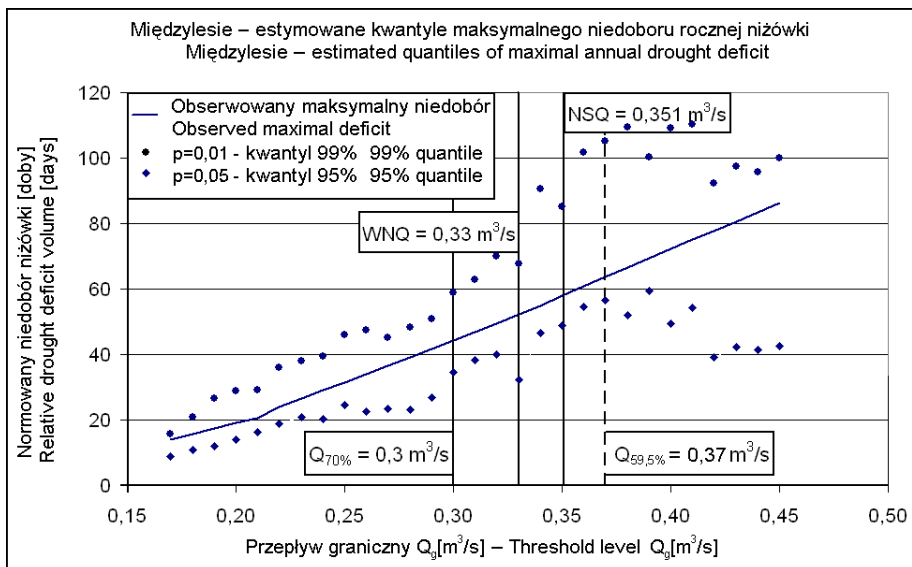 Międzylesie – estymowane kwantyle maksymalnego niedoboru rocznej niżówki
Międzylesie – estimated quantiles of maximal annual drought deficit
Normowany niedobór niżówki [doby]
Relative drought deficit volume [days]
120
100
80
60
40
20
0
Obserwowany maksymalny niedobór
Observed maximal deficit
p=0,01 - kwantyl 99% 99% quantile
p=0,05 - kwantyl 95% 95% quantile
NSQ = 0,351 m³/s
WNQ = 0,33 m³/s
Q70% = 0,3 m³/s
Q59,5% = 0,37 m³/s
0,15 0,20 0,25 0,30 0,35 0,40 0,45 0,50
Przepływ graniczny Qg[m³/s] – Threshold level Qg[m³/s]